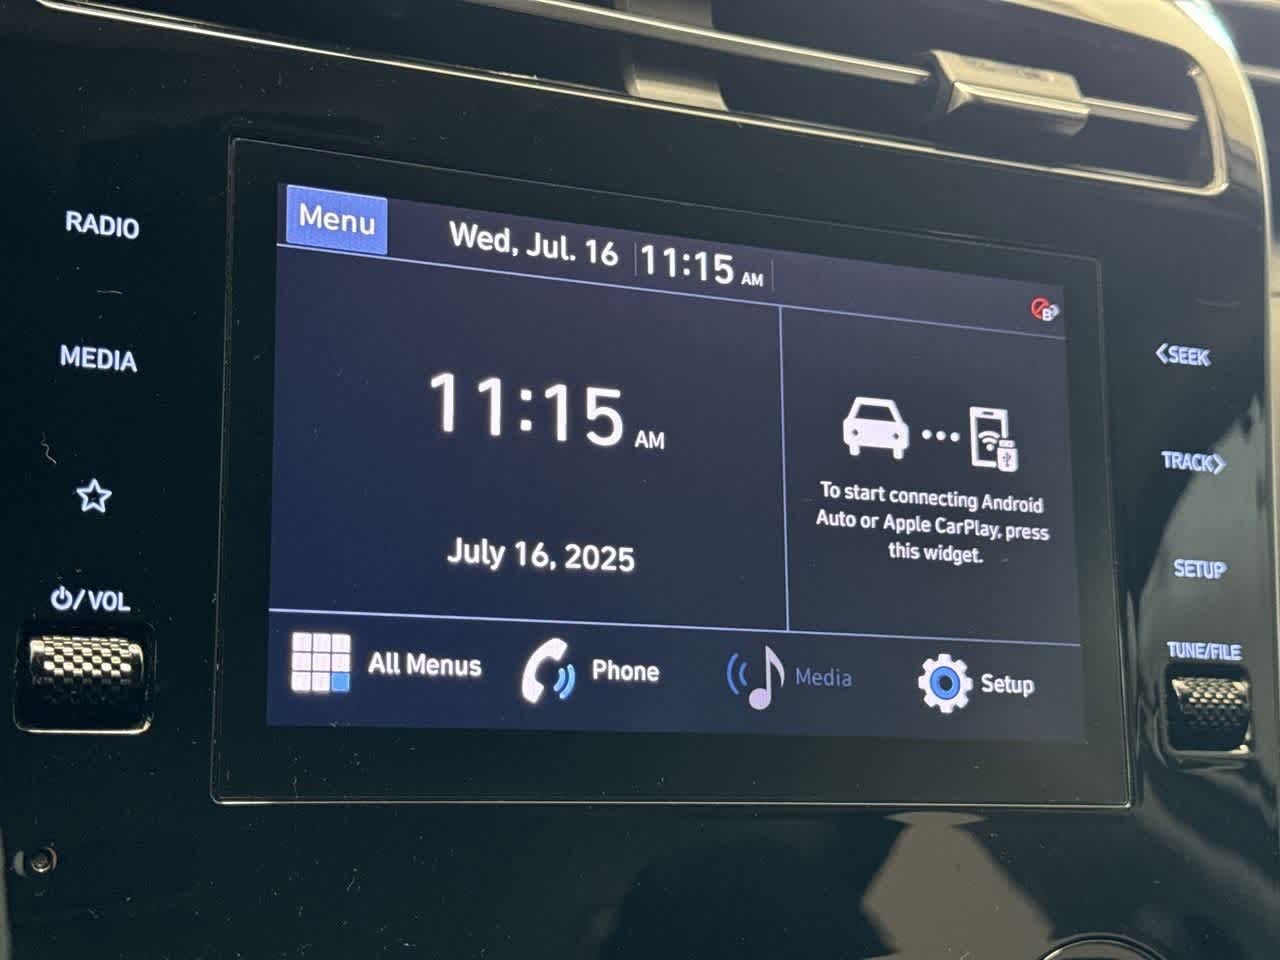 RADIO
MEDIA
⏻/VOL
Menu
Wed, Jul. 16
11:15 AM
B
11:15 AM
July 16, 2025
To start connecting Android
Auto or Apple CarPlay, press
this widget.
All Menus
Phone
Media
Setup
<SEEK
TRACK>
SETUP
TUNE/FILE